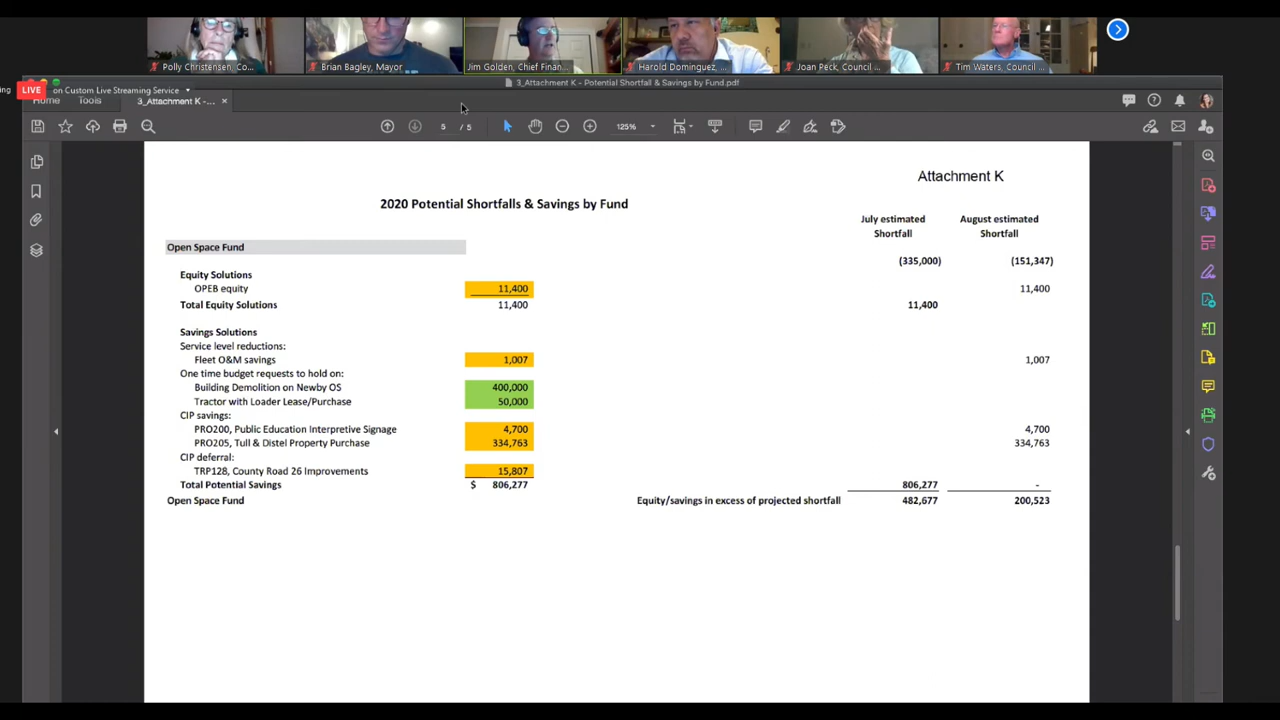 Polly Christensen, Co...
Brian Bagley, Mayor
Jim Golden, Chief Finan...
Harold Dominguez, ...
Joan Peck, Council ...
Tim Waters, Council ...
3_Attachment K - Potential Shortfall & Savings by Fund.pdf
ing LIVE on Custom Live Streaming Service
Home Tools 3_Attachment K -... ×
5 / 5 125%
Attachment K
2020 Potential Shortfalls & Savings by Fund
July estimated Shortfall
August estimated Shortfall
Open Space Fund
(335,000) (151,347)
Equity Solutions
OPEB equity 11,400 11,400
Total Equity Solutions 11,400 11,400
Savings Solutions
Service level reductions:
Fleet O&M savings 1,007 1,007
One time budget requests to hold on:
Building Demolition on Newby OS 400,000
Tractor with Loader Lease/Purchase 50,000
CIP savings:
PRO200, Public Education Interpretive Signage 4,700 4,700
PRO205, Tull & Distel Property Purchase 334,763 334,763
CIP deferral:
TRP128, County Road 26 Improvements 15,807
Total Potential Savings $ 806,277 806,277 -
Open Space Fund Equity/savings in excess of projected shortfall 482,677 200,523